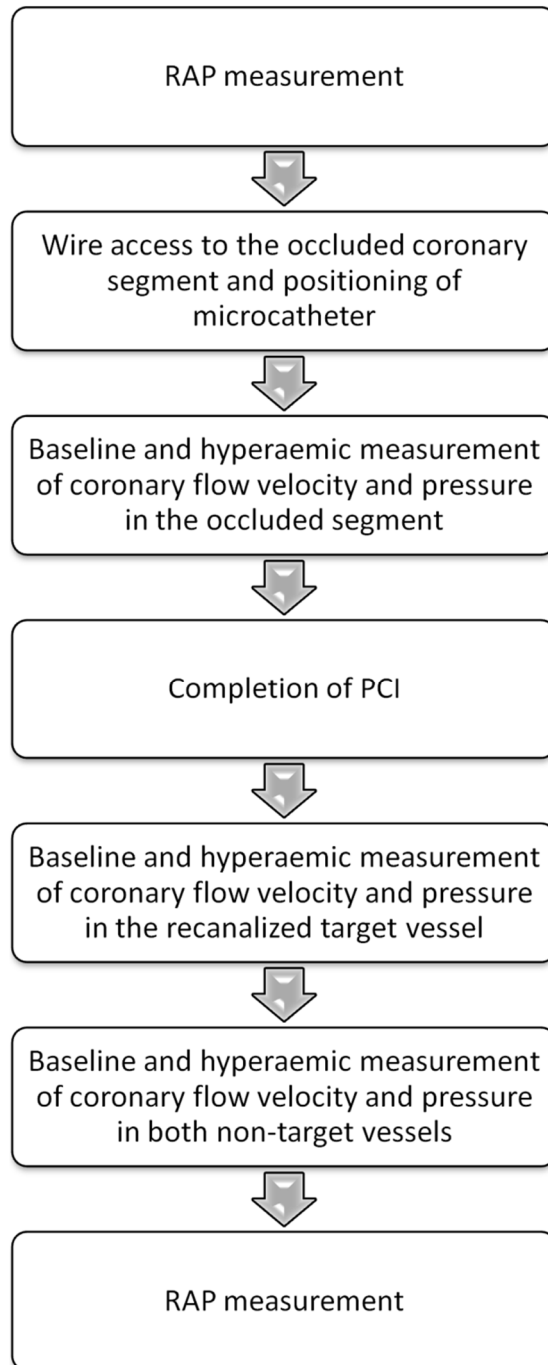 RAP measurement
Wire access to the occluded coronary
segment and positioning of
microcatheter
Baseline and hyperaemic measurement
of coronary flow velocity and pressure
in the occluded segment
Completion of PCI
Baseline and hyperaemic measurement
of coronary flow velocity and pressure
in the recanalized target vessel
Baseline and hyperaemic measurement
of coronary flow velocity and pressure
in both non-target vessels
RAP measurement